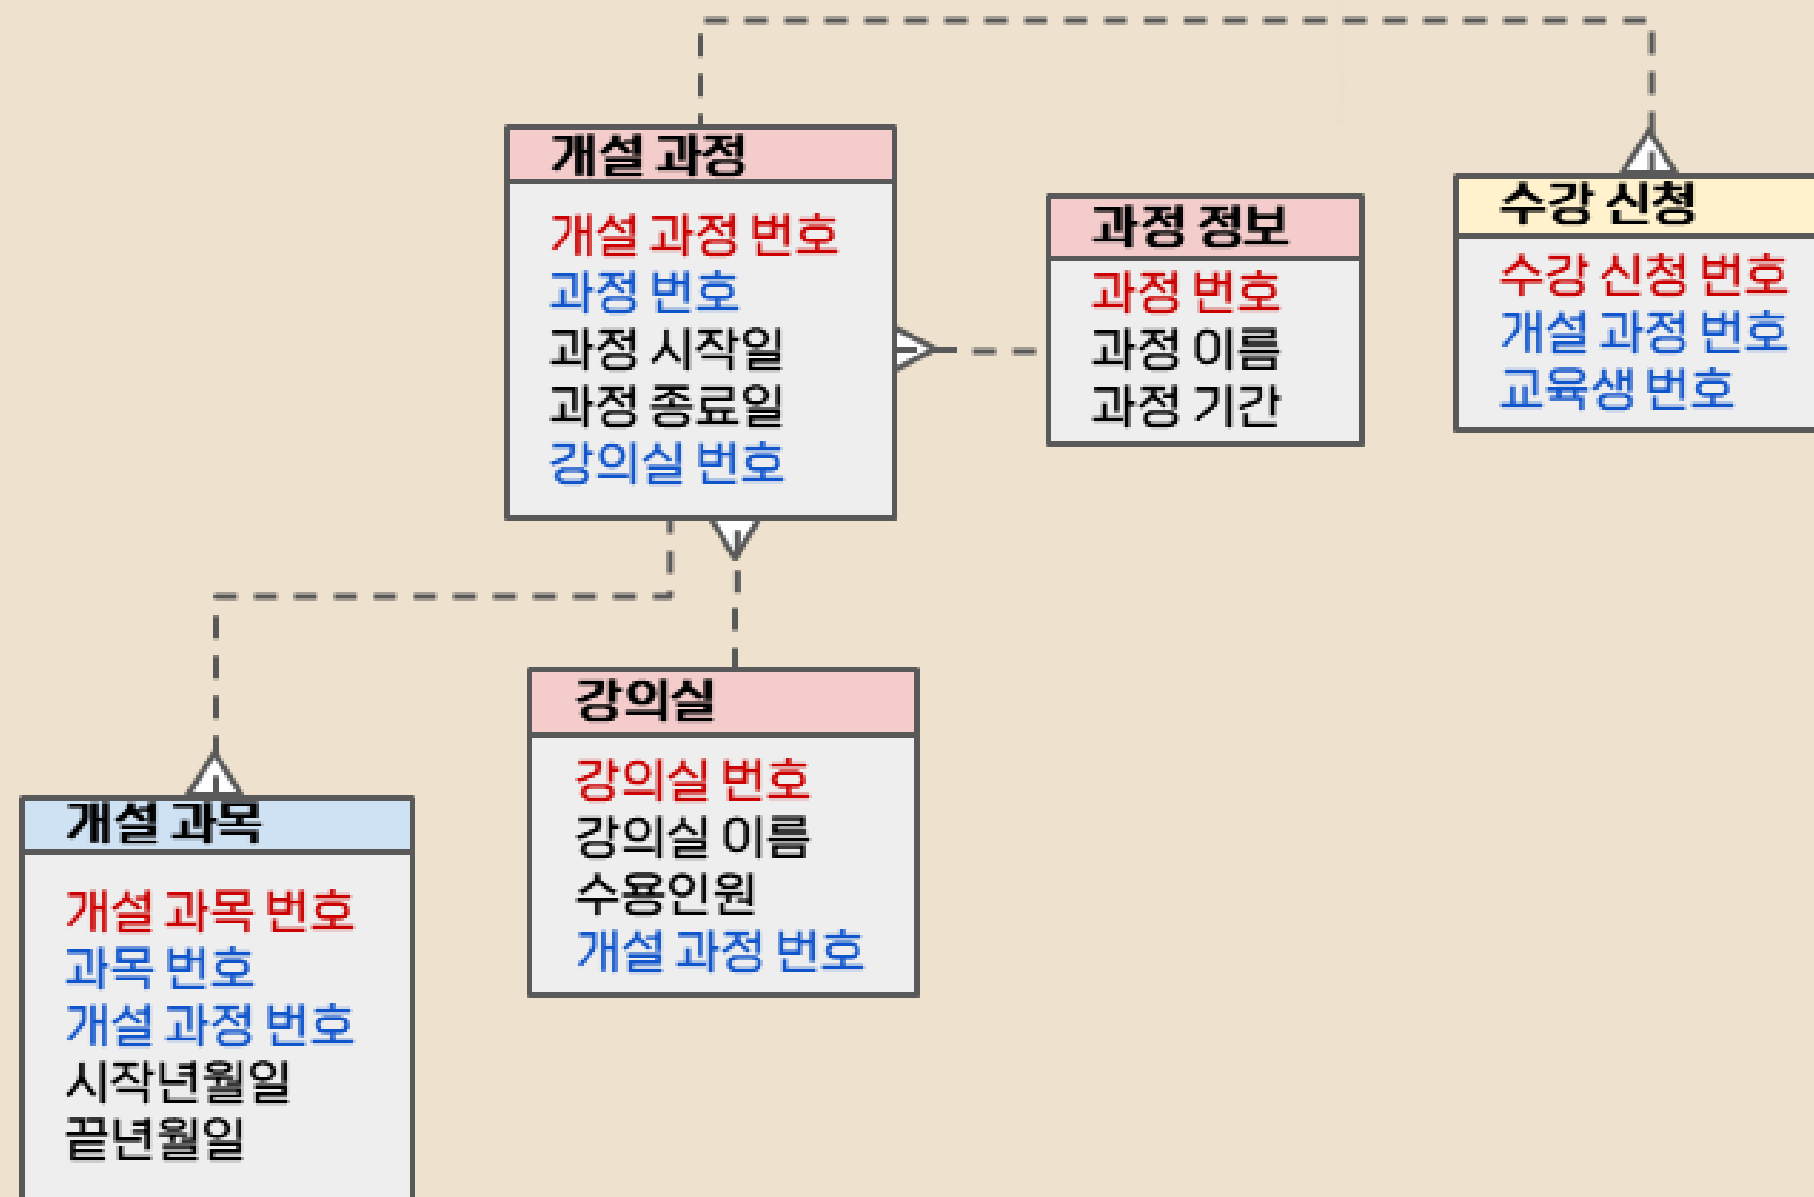 개설 과정
개설 과정 번호
과정 번호
과정 시작일
과정 종료일
강의실 번호
과정 정보
과정 번호
과정 이름
과정 기간
수강 신청
수강 신청 번호
개설 과정 번호
교육생 번호
강의실
강의실 번호
강의실 이름
수용인원
개설 과정 번호
개설 과목
개설 과목 번호
과목 번호
개설 과정 번호
시작년월일
끝년월일